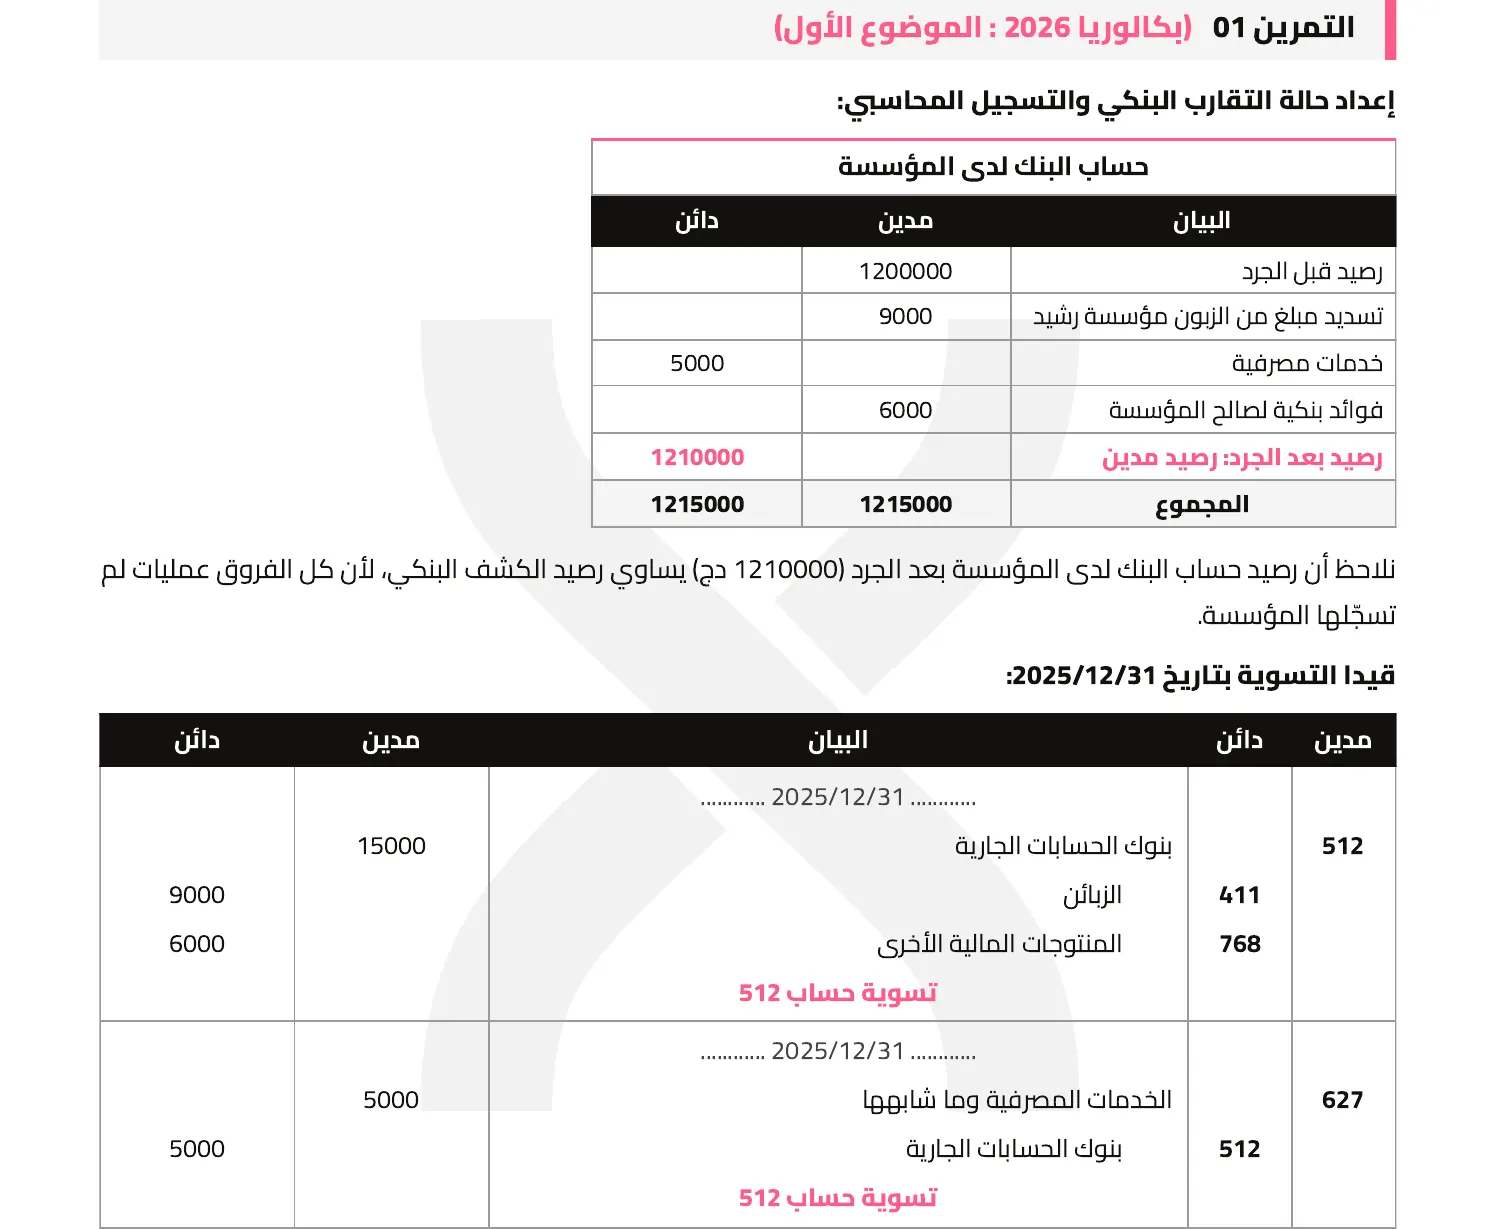 التمرين 01 (بكالوريا 2026 : الموضوع الأول)
إعداد حالة التقارب البنكي والتسجيل المحاسبي:
حساب البنك لدى المؤسسة
البيان مدين دائن
رصيد قبل الجرد 1200000
تسديد مبلغ من الزبون مؤسسة رشيد 9000
خدمات مصرفية 5000
فوائد بنكية لصالح المؤسسة 6000
رصيد بعد الجرد: رصيد مدين 1210000
المجموع 1215000 1215000
نلاحظ أن رصيد حساب البنك لدى المؤسسة بعد الجرد (1210000 دج) يساوي رصيد الكشف البنكي، لأن كل الفروق عمليات لم
تسجّلها المؤسسة.
قيدا التسوية بتاريخ 2025/12/31:
مدين دائن البيان مدين دائن
........... 2025/12/31 ...........
512 بنوك الحسابات الجارية 15000
411 الزبائن 9000
768 المنتوجات المالية الأخرى 6000
تسوية حساب 512
........... 2025/12/31 ...........
627 الخدمات المصرفية وما شابهها 5000
512 بنوك الحسابات الجارية 5000
تسوية حساب 512